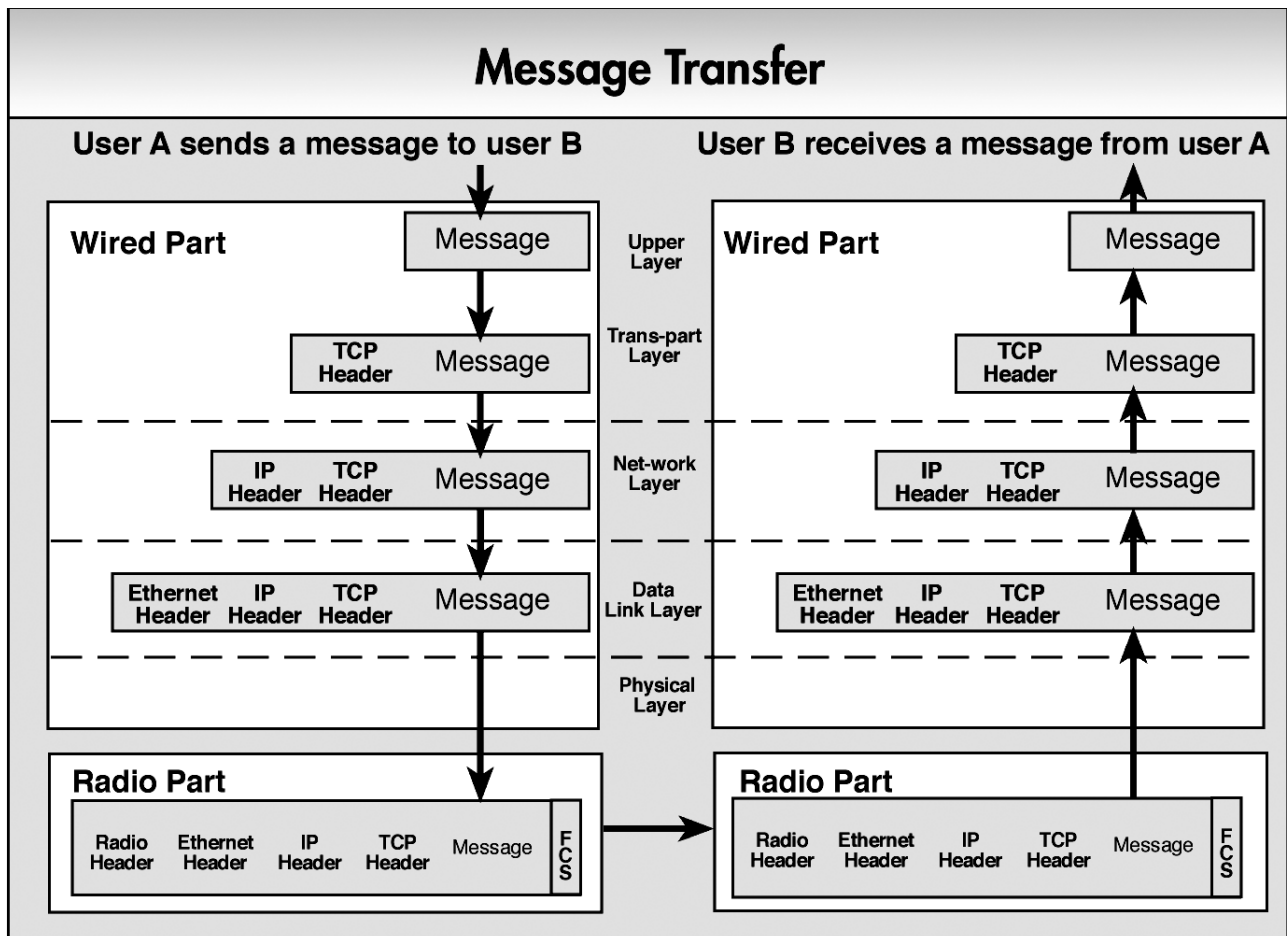 Message Transfer
User A sends a message to user B
User B receives a message from user A
Wired Part
Message
Upper
Layer
Wired Part
Message
TCP
Header
Message
Trans-part
Layer
TCP
Header
Message
IP
Header
TCP
Header
Message
Net-work
Layer
IP
Header
TCP
Header
Message
Ethernet
Header
IP
Header
TCP
Header
Message
Data
Link Layer
Ethernet
Header
IP
Header
TCP
Header
Message
Physical
Layer
Radio Part
Radio
Header
Ethernet
Header
IP
Header
TCP
Header
Message
FCS
Radio Part
Radio
Header
Ethernet
Header
IP
Header
TCP
Header
Message
FCS